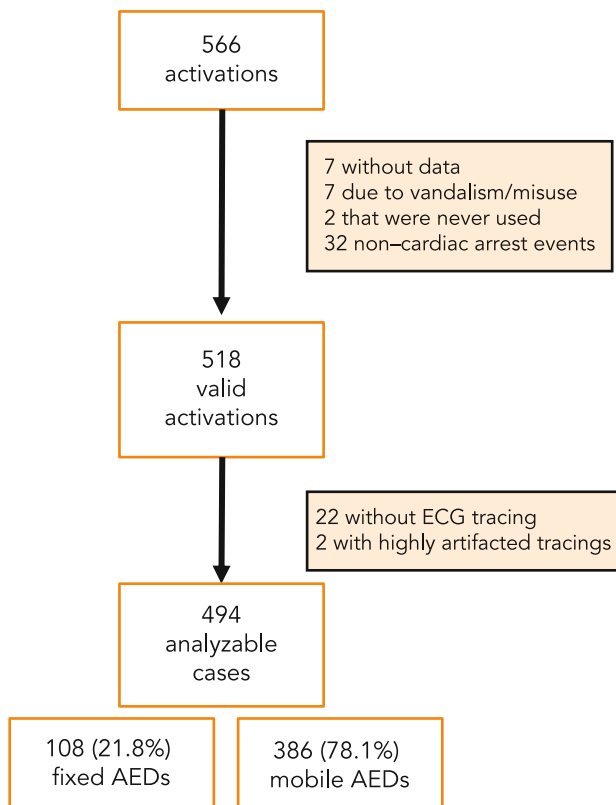 566
activations
7 without data
7 due to vandalism/misuse
2 that were never used
32 non–cardiac arrest events
518
valid
activations
22 without ECG tracing
2 with highly artifacted tracings
494
analyzable
cases
108 (21.8%)
fixed AEDs
386 (78.1%)
mobile AEDs